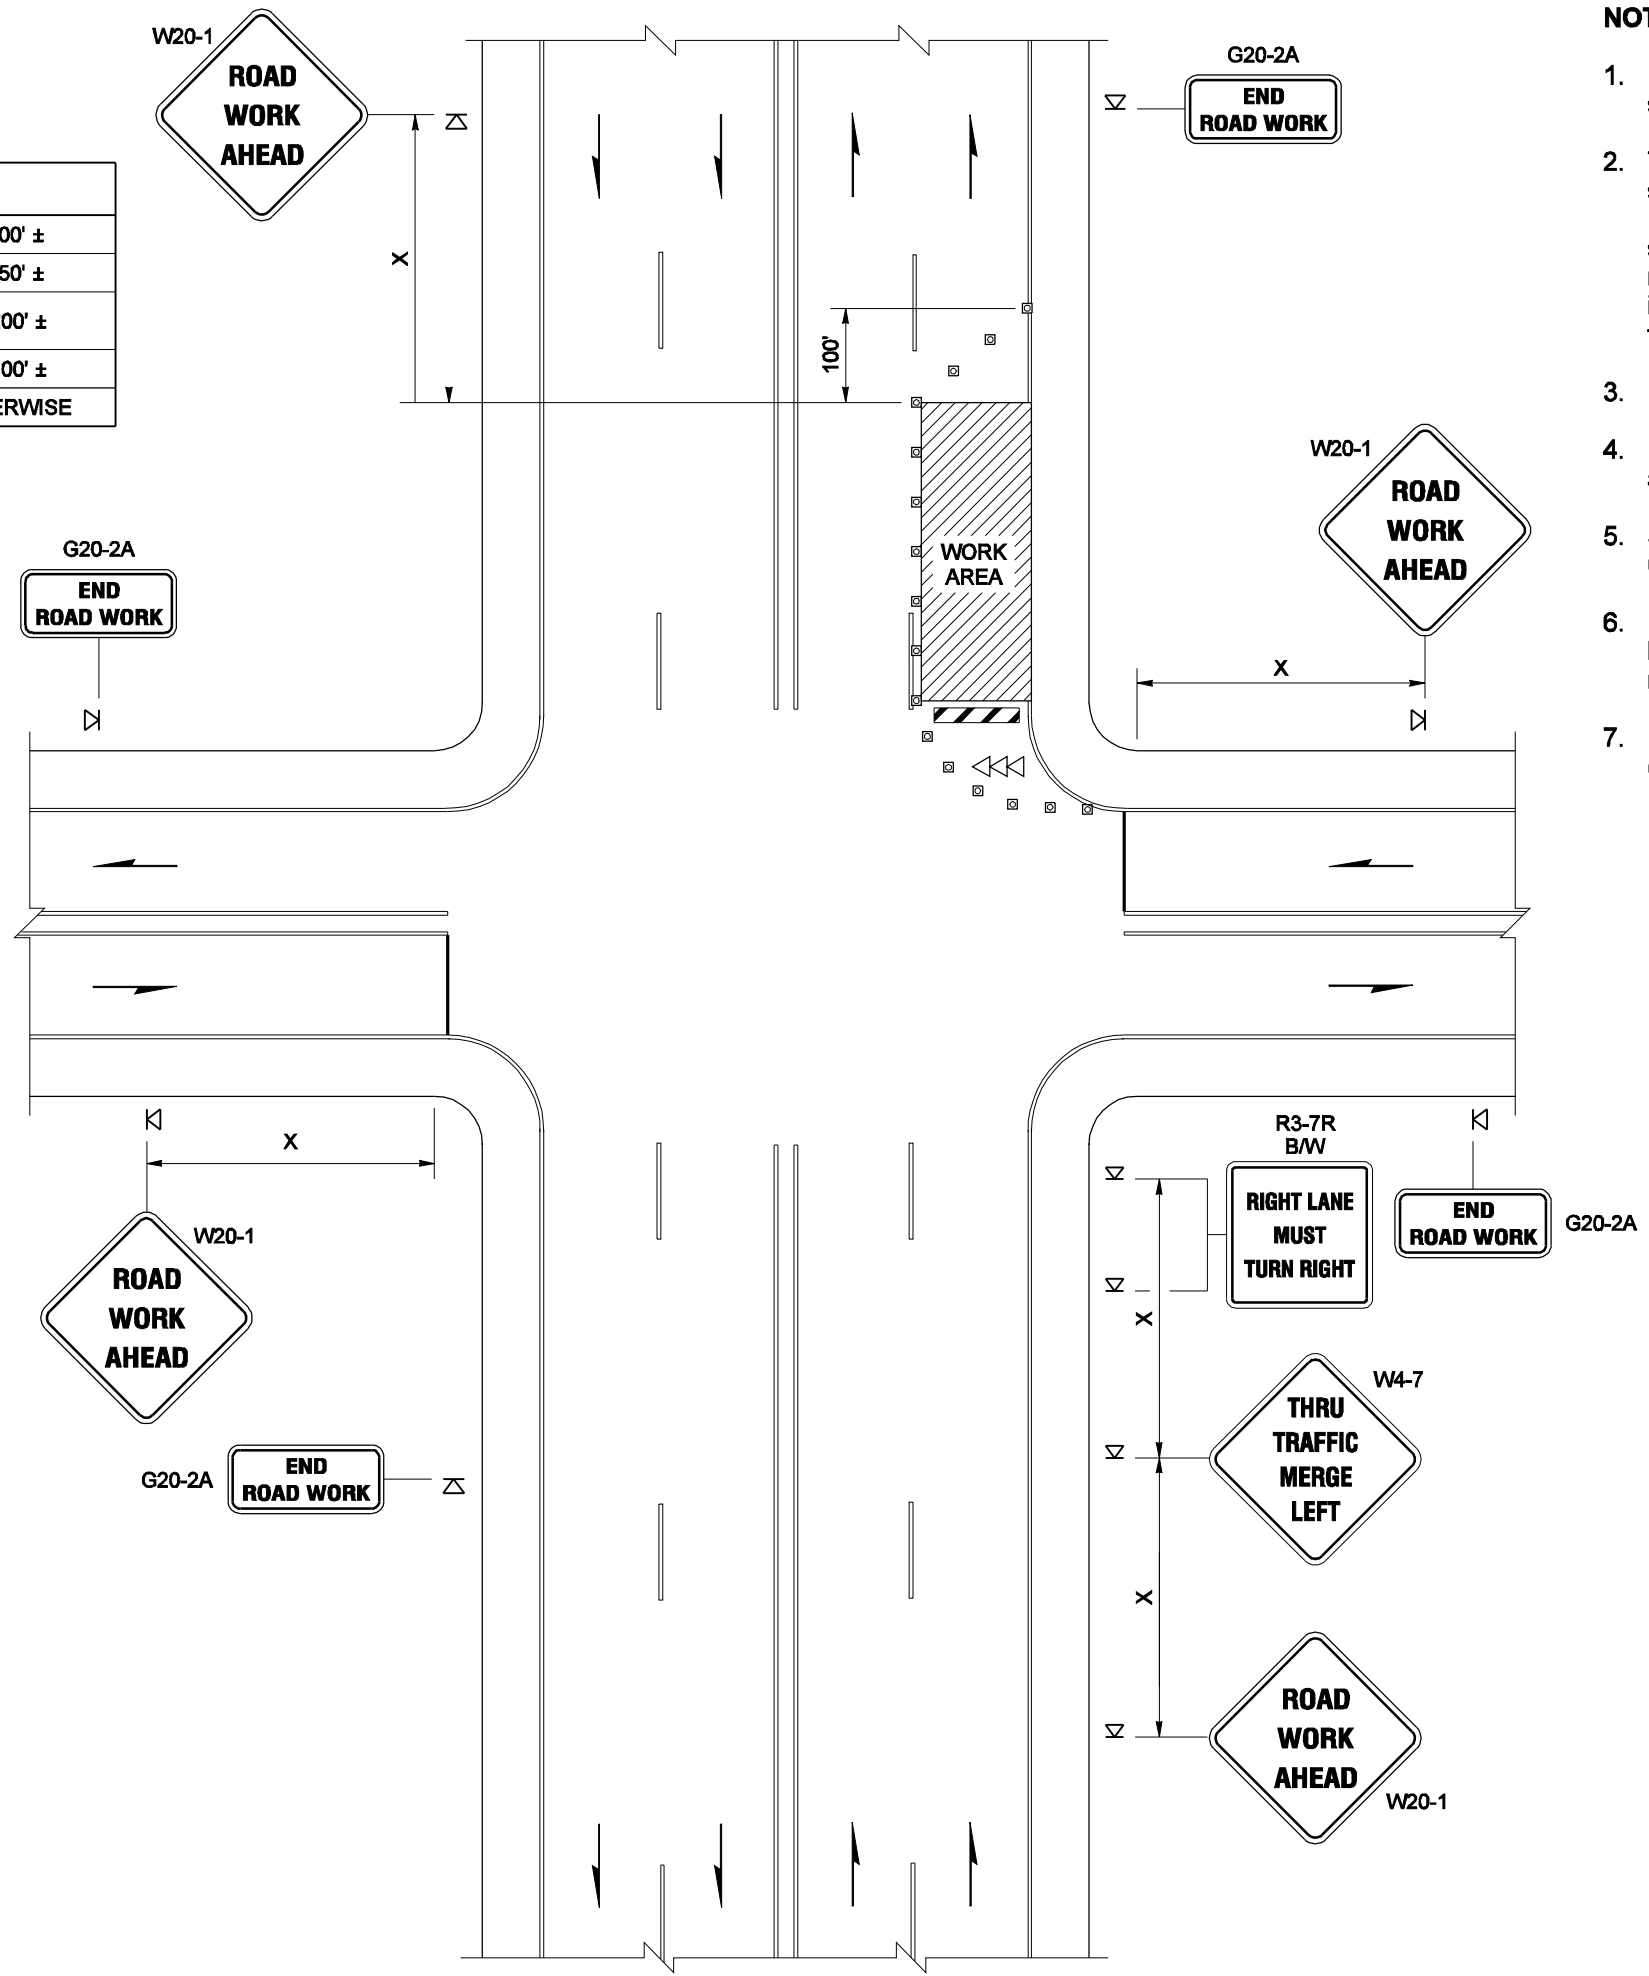 W20-1
ROAD
WORK
AHEAD
G20-2A
END
ROAD WORK
00' ±
50' ±
00' ±
00' ±
ERWISE
X
100'
W20-1
ROAD
WORK
AHEAD
G20-2A
END
ROAD WORK
WORK
AREA
X
X
W20-1
ROAD
WORK
AHEAD
G20-2A
END
ROAD WORK
R3-7R
B/W
RIGHT LANE
MUST
TURN RIGHT
END
ROAD WORK
G20-2A
X
W4-7
THRU
TRAFFIC
MERGE
LEFT
X
ROAD
WORK
AHEAD
W20-1
NOT
1.
2.
3.
4.
5.
6.
7.